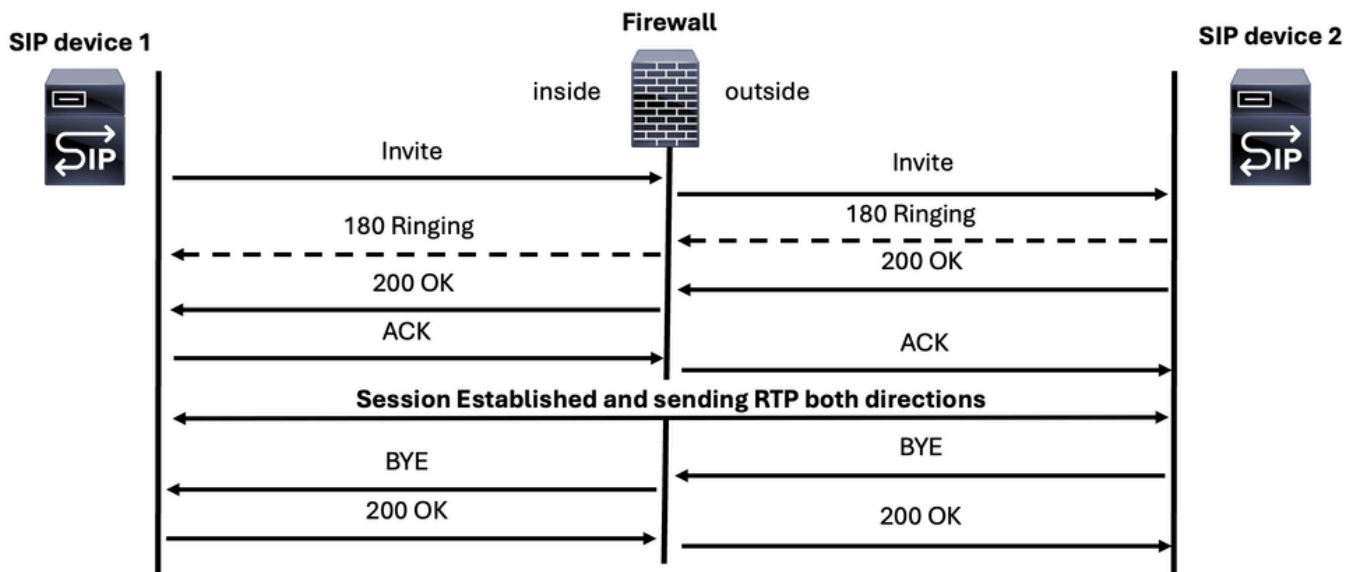 Firewall
SIP device 1
SIP device 2
inside
outside
SIP
SIP
Invite
Invite
180 Ringing
180 Ringing
200 OK
200 OK
ACK
ACK
Session Established and sending RTP both directions
BYE
BYE
200 OK
200 OK